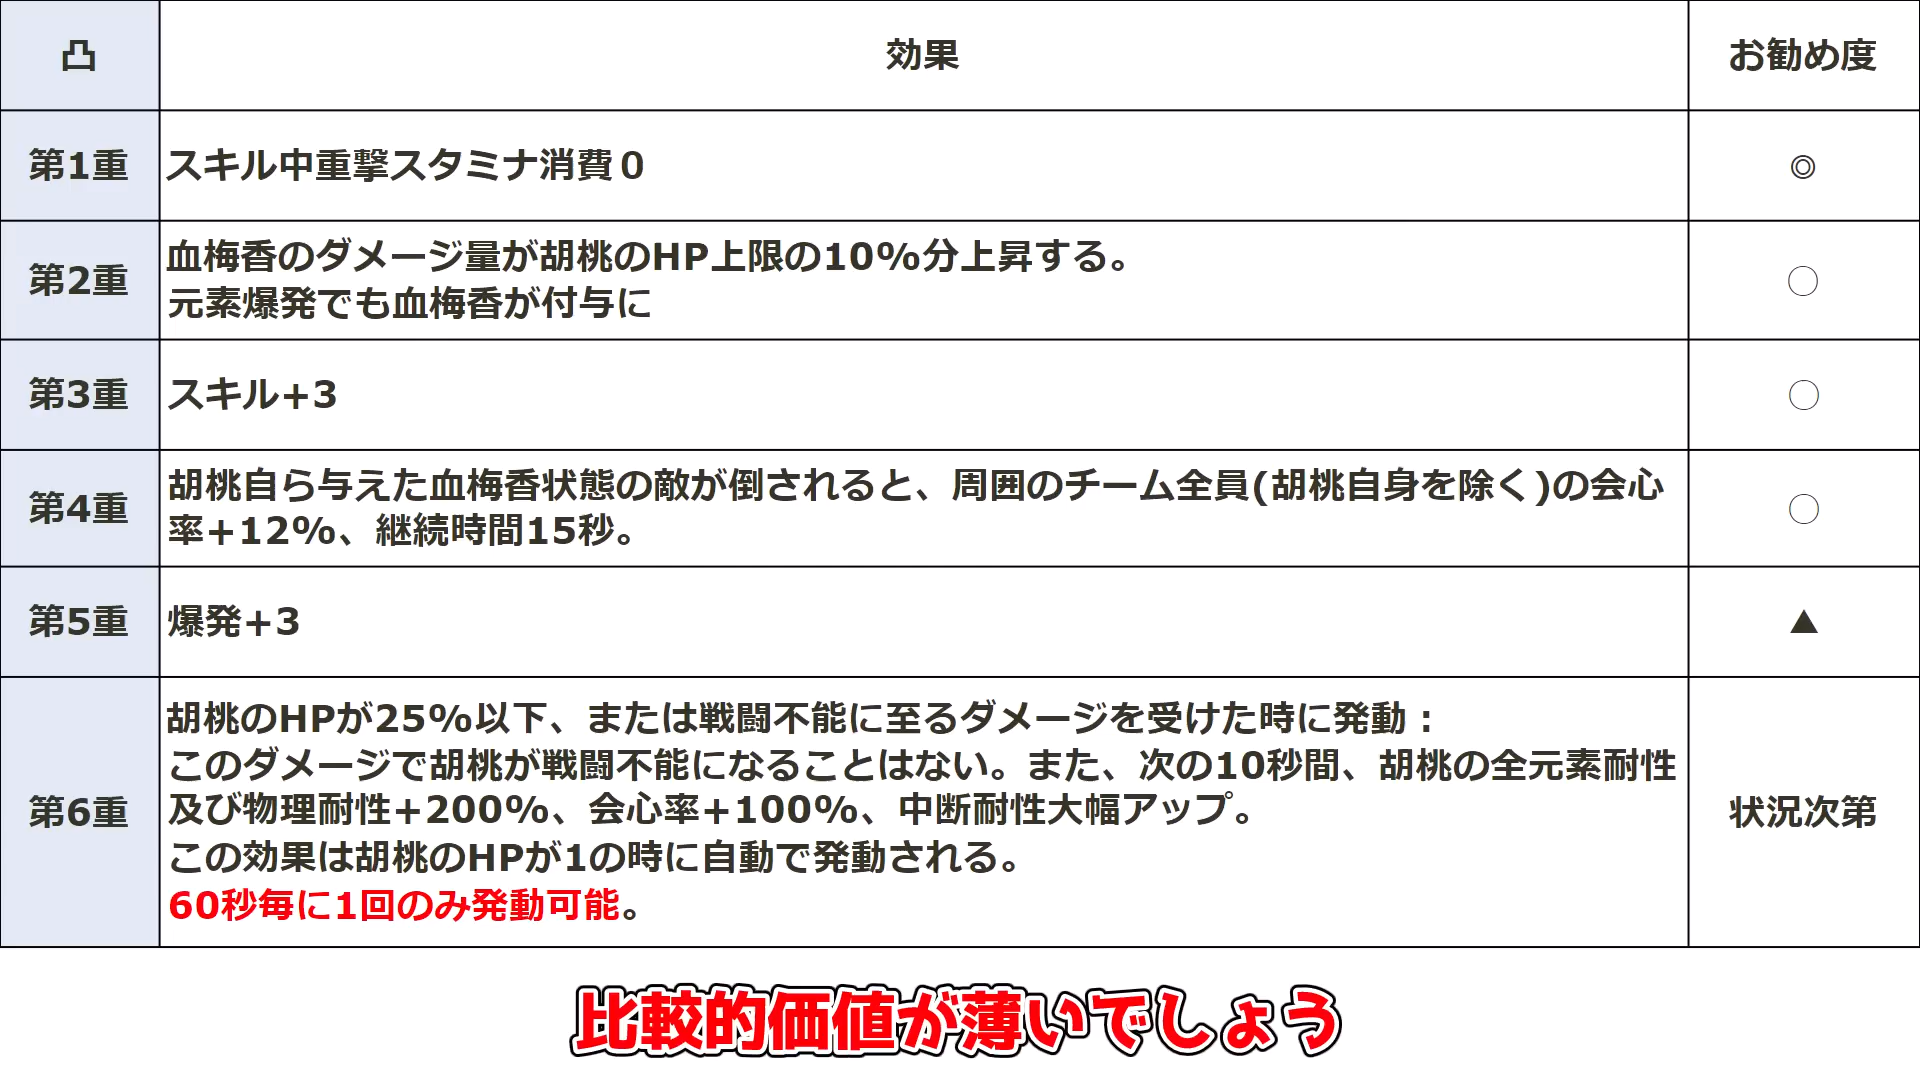 凸 効果 お勧め度
第1重 スキル中重撃スタミナ消費０ ◎
第2重 血梅香のダメージ量が胡桃のHP上限の10%分上昇する。
元素爆発でも血梅香が付与に ○
第3重 スキル+3 ○
第4重 胡桃自ら与えた血梅香状態の敵が倒されると、周囲のチーム全員(胡桃自身を除く)の会心
率+12%、継続時間15秒。 ○
第5重 爆発+3 ▲
第6重 胡桃のHPが25%以下、または戦闘不能に至るダメージを受けた時に発動：
このダメージで胡桃が戦闘不能になることはない。また、次の10秒間、胡桃の全元素耐性
及び物理耐性+200%、会心率+100%、中断耐性大幅アップ。
この効果は胡桃のHPが1の時に自動で発動される。
60秒毎に1回のみ発動可能。
状況次第
比較的価値が薄いでしょう